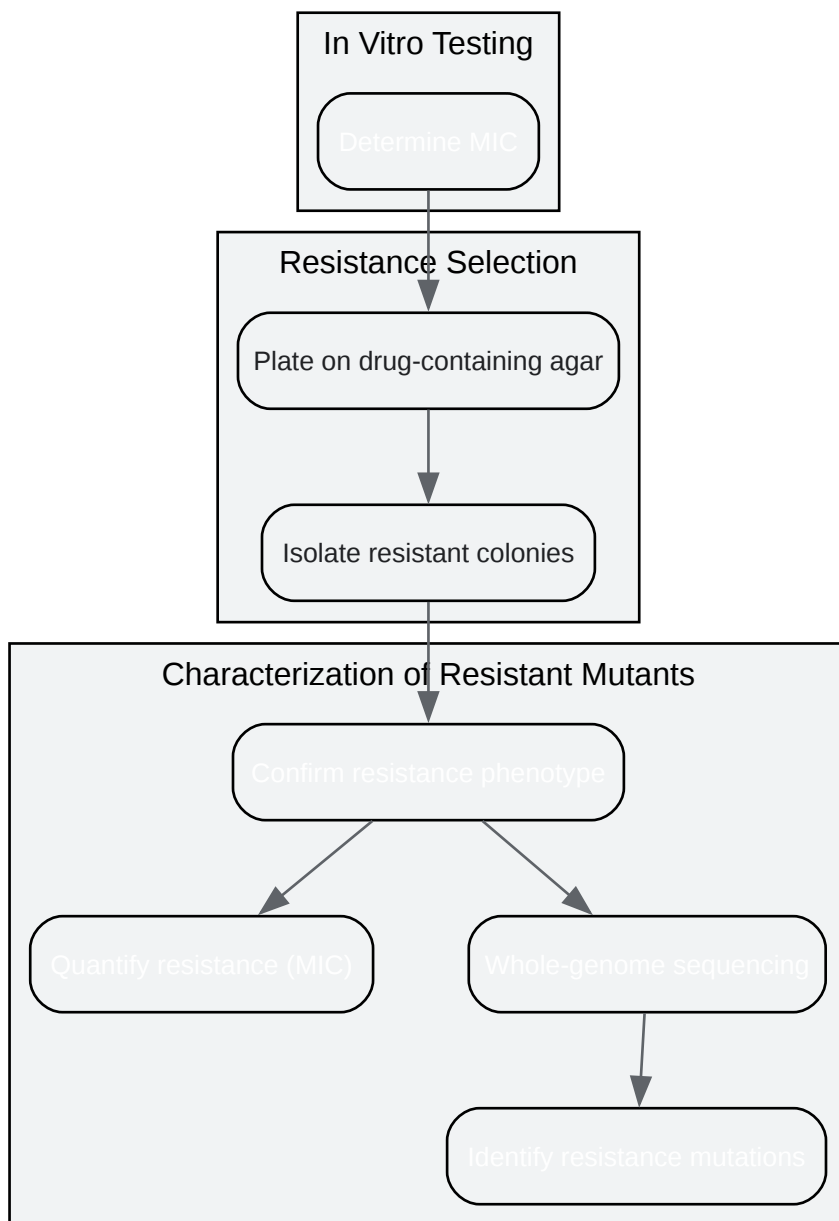 In Vitro Testing
Determine MIC
Resistance Selection
Plate on drug-containing agar
Isolate resistant colonies
Characterization of Resistant Mutants
Confirm resistance phenotype
Quantify resistance (MIC)
Whole-genome sequencing
Identify resistance mutations